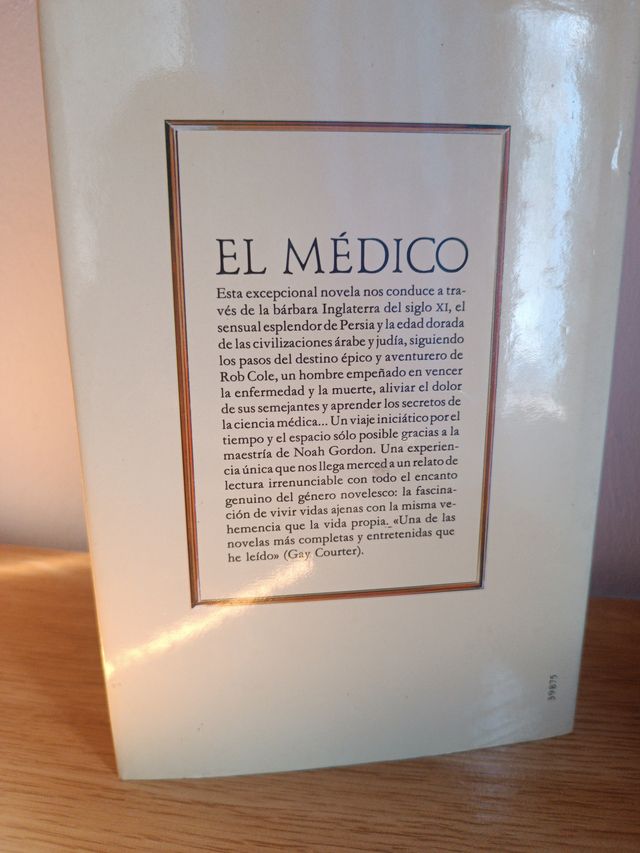 EL MÉDICO
Esta excepcional novela nos conduce a tra-
vés de la bárbara Inglaterra del siglo XI, el
sensual esplendor de Persia y la edad dorada
de las civilizaciones árabe y judía, siguiendo
los pasos del destino épico y aventurero de
Rob Cole, un hombre empeñado en vencer
la enfermedad y la muerte, aliviar el dolor
de sus semejantes y aprender los secretos de
la ciencia médica... Un viaje iniciático por el
tiempo y el espacio sólo posible gracias a la
maestría de Noah Gordon. Una experien-
cia única que nos llega merced a un relato de
lectura irrenunciable con todo el encanto
genuino del género novelesco: la fascina-
ción de vivir vidas ajenas con la misma ve-
hemencia que la vida propia. «Una de las
novelas más completas y entretenidas que
he leído» (Gay Courter).
39875